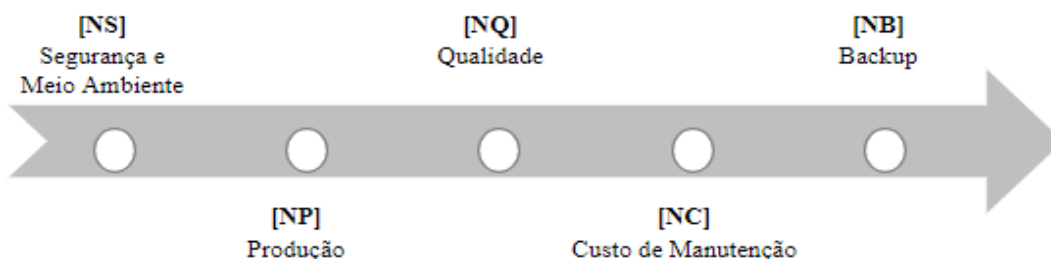 [NS]
Segurança e
Meio Ambiente
[NP]
Produção
[NQ]
Qualidade
[NC]
Custo de Manutenção
[NB]
Backup